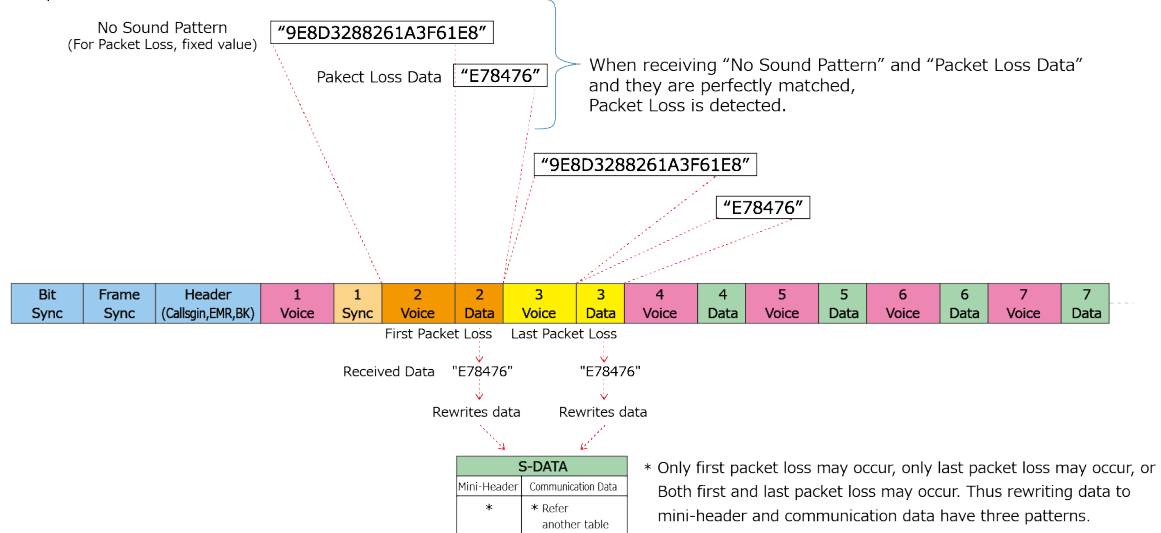 No Sound Pattern
(For Packet Loss, fixed value)
“9E8D3288261A3F61E8”
Pakect Loss Data
“E78476”
When receiving “No Sound Pattern” and “Packet Loss Data”
and they are perfectly matched,
Packet Loss is detected.
“9E8D3288261A3F61E8”
“E78476”
Bit
Sync
Frame
Sync
Header
(Callsgin,EMR,BK)
1
Voice
1
Sync
2
Voice
2
Data
3
Voice
3
Data
4
Voice
4
Data
5
Voice
5
Data
6
Voice
6
Data
7
Voice
7
Data
First Packet Loss
Last Packet Loss
Received Data
"E78476"
"E78476"
Rewrites data
Rewrites data
S-DATA
Mini-Header
Communication Data
*
* Refer
another table
* Only first packet loss may occur, only last packet loss may occur, or
Both first and last packet loss may occur. Thus rewriting data to
mini-header and communication data have three patterns.